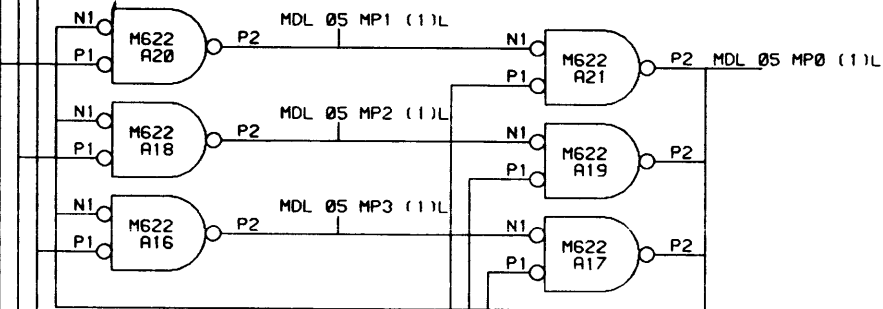 N1 M622 A20 P2 MDL 05 MP1 (1)L N1 M622 A21 P2 MDL 05 MP0 (1)L
P1 P1
N1 M622 A18 P2 MDL 05 MP2 (1)L N1 M622 A19 P2
P1 P1
N1 M622 A16 P2 MDL 05 MP3 (1)L N1 M622 A17 P2
P1 P1